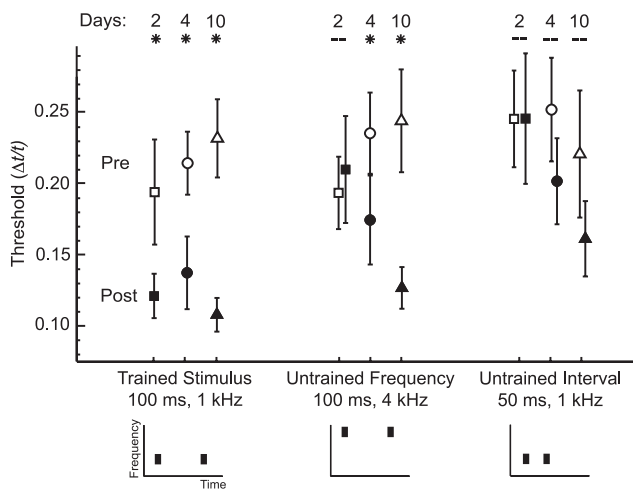 Days: 2 4 10 2 4 10 2 4 10
* * * -- * * -- -- --
Threshold (Δt/t)
0.25
0.20
0.15
0.10
Pre
Post
Trained Stimulus
100 ms, 1 kHz
Untrained Frequency
100 ms, 4 kHz
Untrained Interval
50 ms, 1 kHz
Frequency
Time